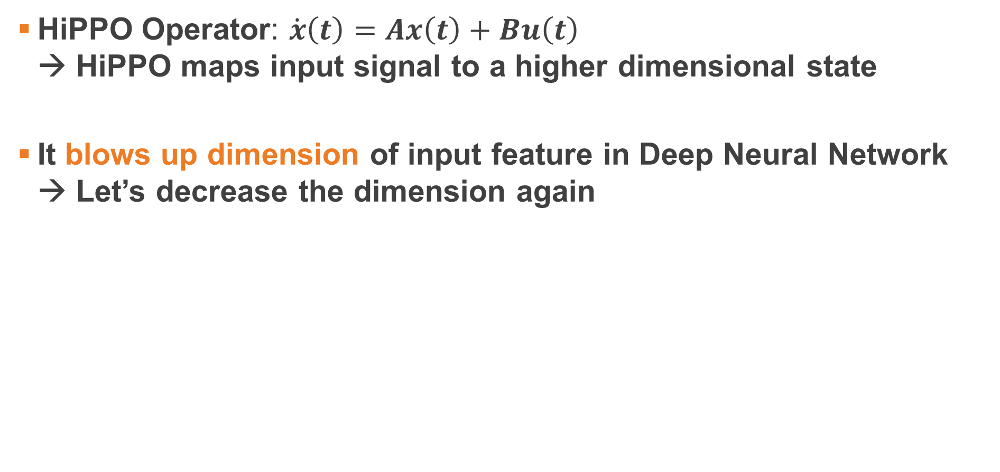 ▪ HiPPO Operator: ẋ(t) = Ax(t) + Bu(t)
→ HiPPO maps input signal to a higher dimensional state
▪ It blows up dimension of input feature in Deep Neural Network
→ Let’s decrease the dimension again